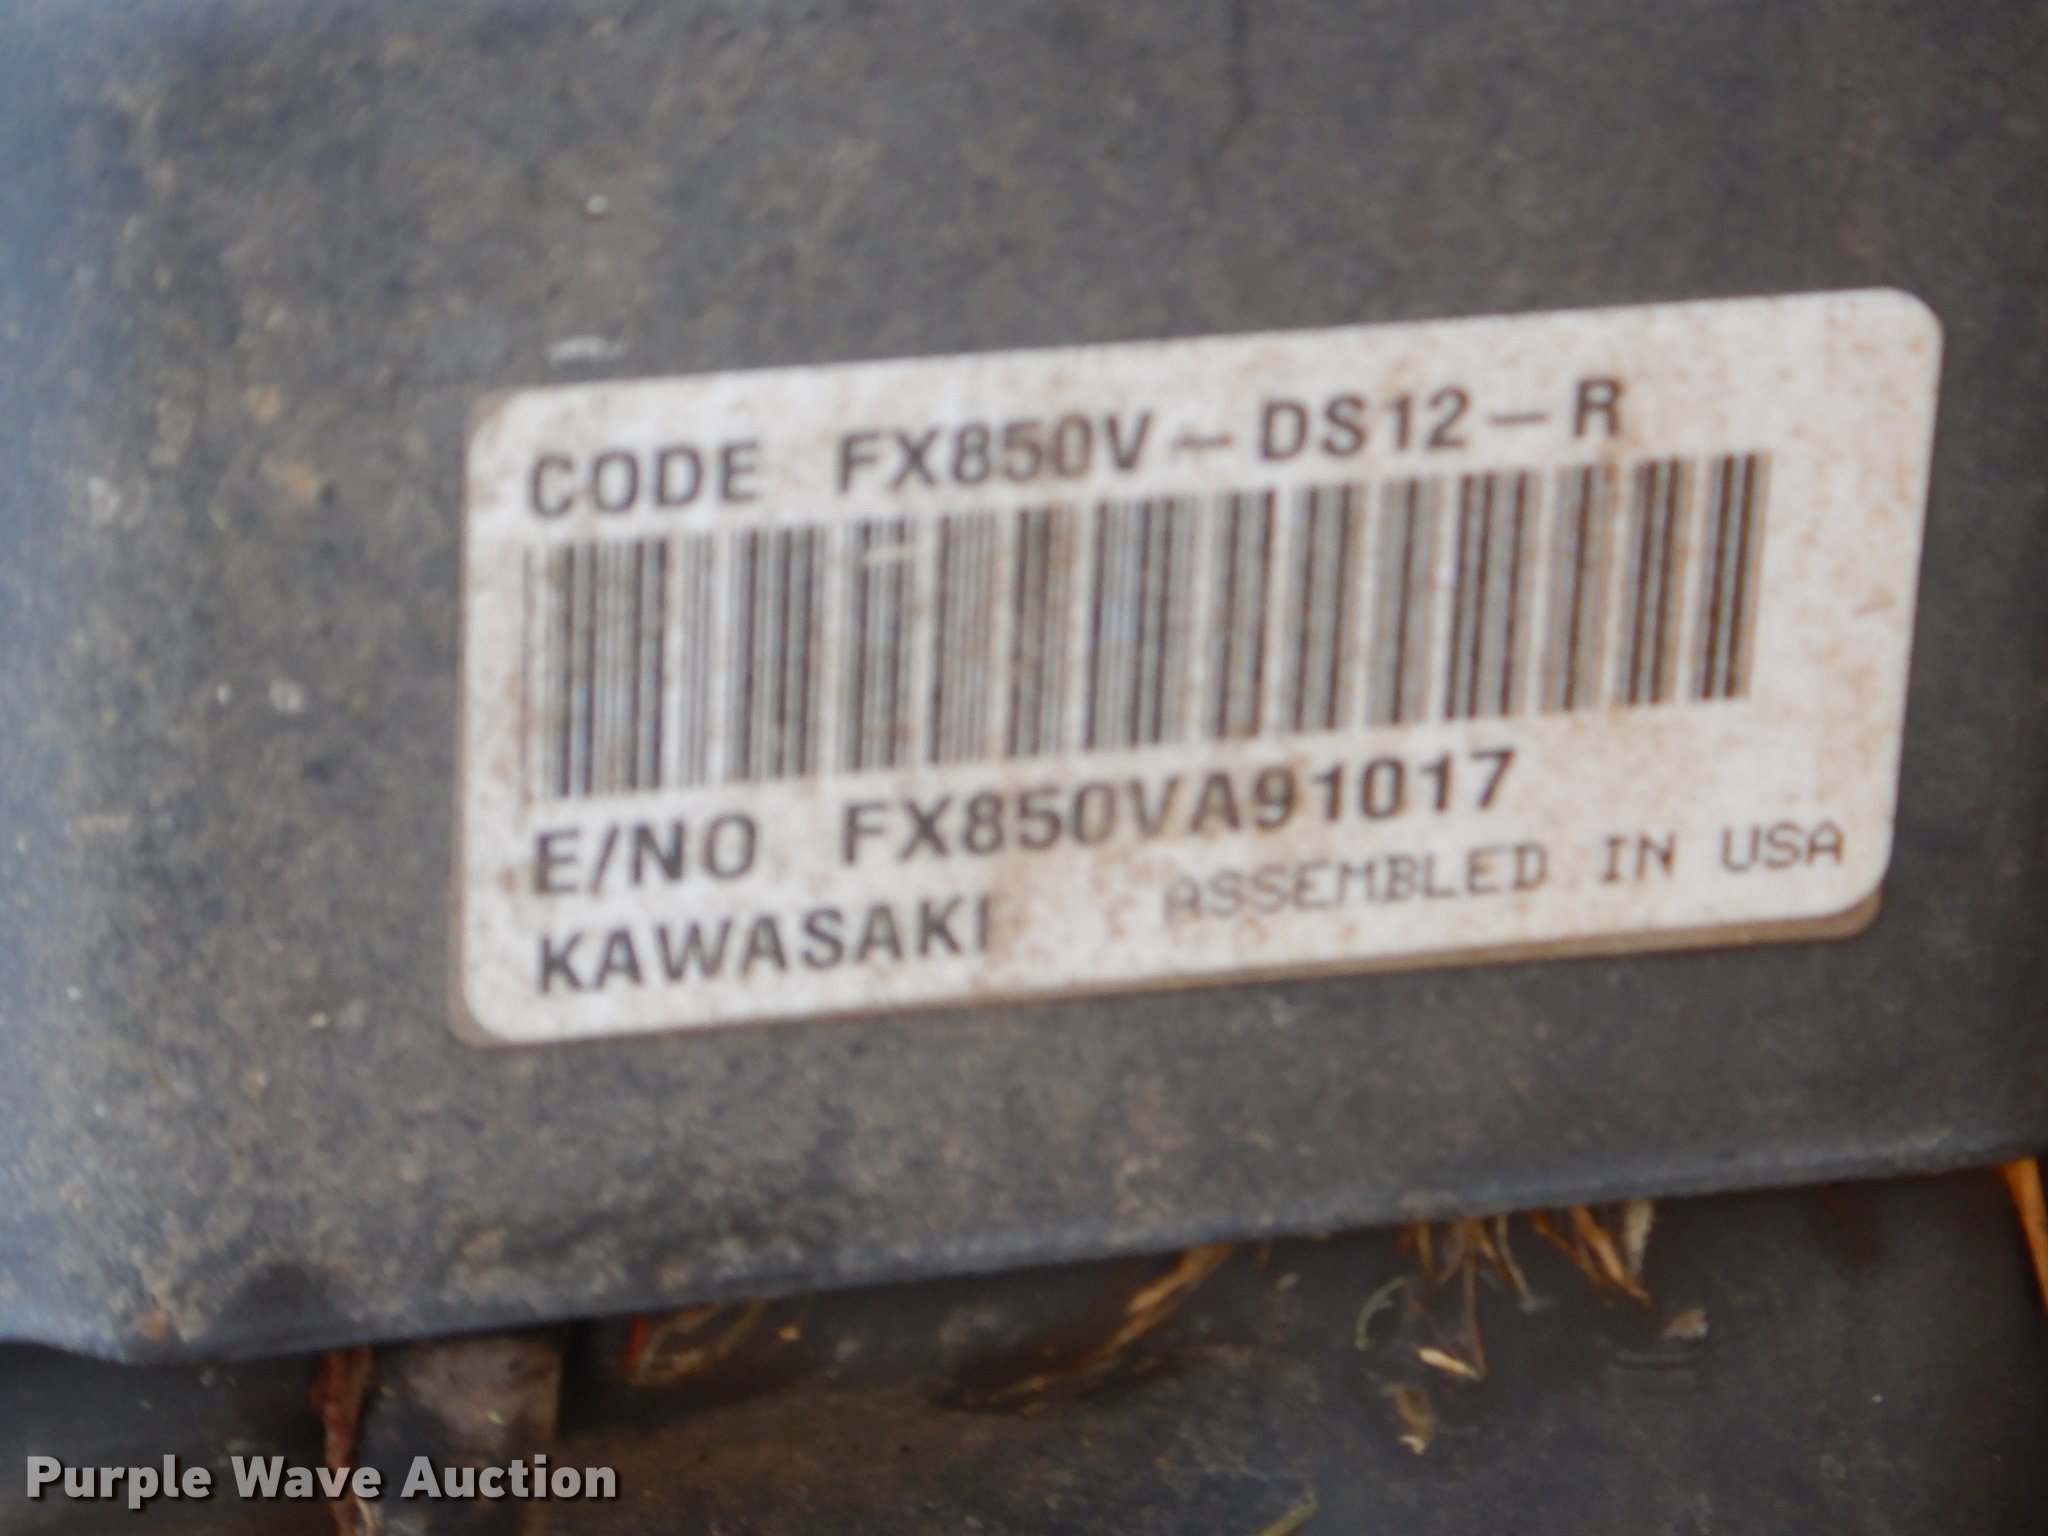 CODE FX850V-DS12-R
E/NO FX850VA91017
KAWASAKI ASSEMBLED IN USA
Purple Wave Auction